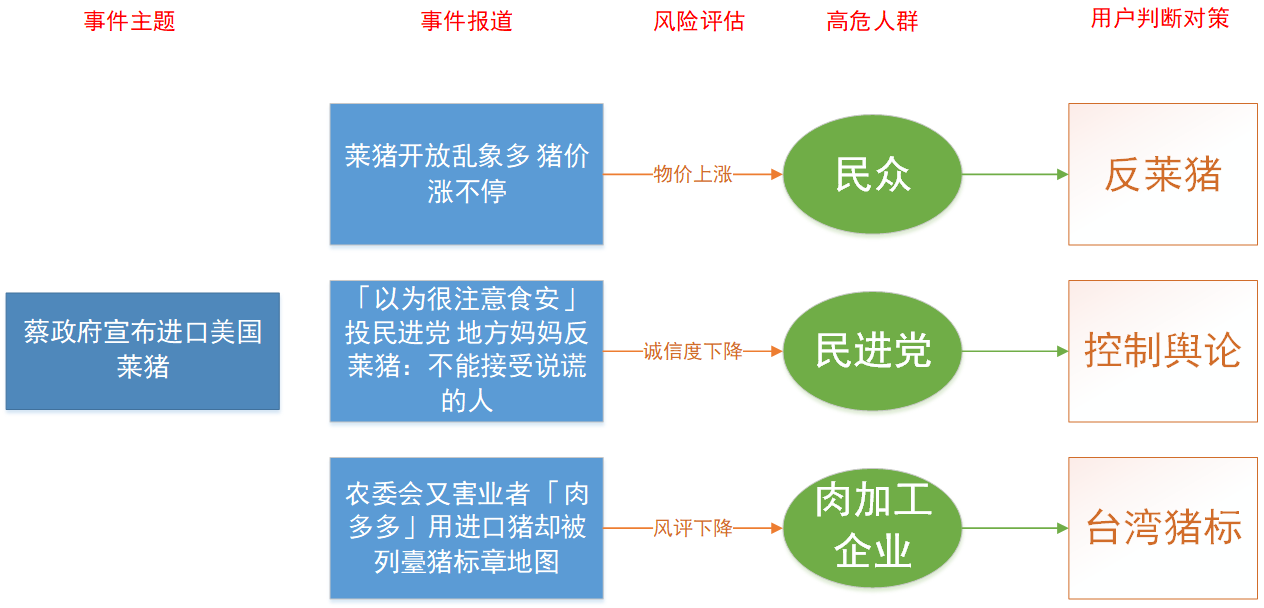 事件主题
事件报道
风险评估
高危人群
用户判断对策
莱猪开放乱象多 猪价
涨不停
物价上涨
民众
反莱猪
蔡政府宣布进口美国
莱猪
「以为很注意食安」
投民进党 地方妈妈反
莱猪：不能接受说谎
的人
诚信度下降
民进党
控制舆论
农委会又害业者「肉
多多」用进口猪却被
列臺猪标章地图
风评下降
肉加工
企业
台湾猪标